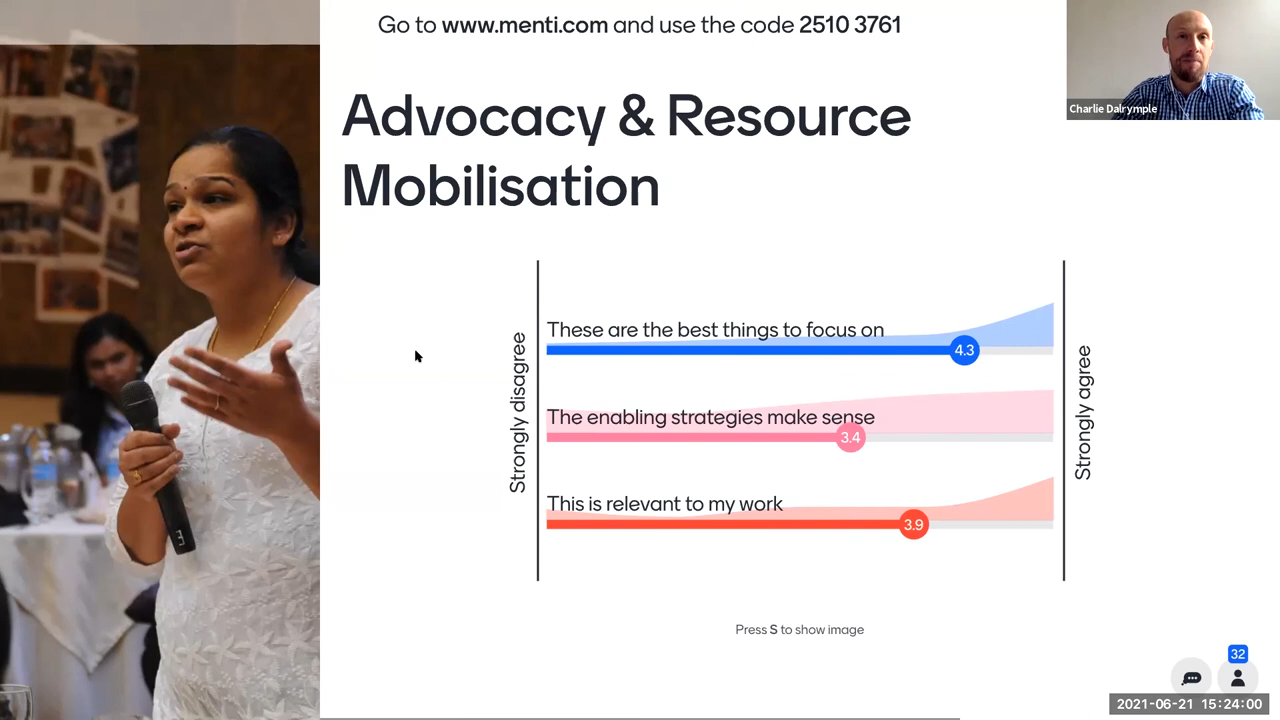 Go to www.menti.com and use the code 2510 3761
Charlie Dalrymple
Advocacy & Resource
Mobilisation
Strongly disagree
These are the best things to focus on
4.3
The enabling strategies make sense
3.4
This is relevant to my work
3.9
Strongly agree
Press S to show image
32
2021-06-21 15:24:00